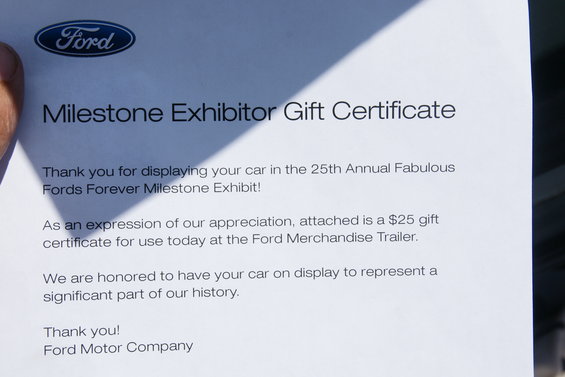 Ford
Milestone Exhibitor Gift Certificate
Thank you for displaying your car in the 25th Annual Fabulous
Fords Forever Milestone Exhibit!
As an expression of our appreciation, attached is a $25 gift
certificate for use today at the Ford Merchandise Trailer.
We are honored to have your car on display to represent a
significant part of our history.
Thank you!
Ford Motor Company